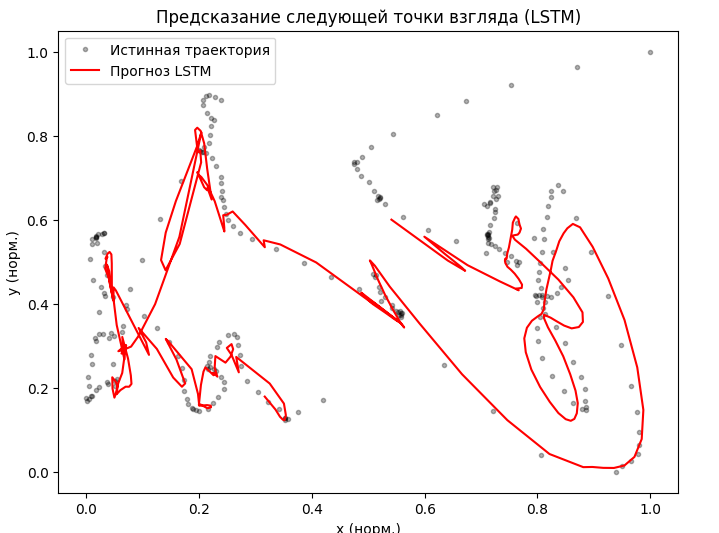 Предсказание следующей точки взгляда (LSTM)
Истинная траектория
Прогноз LSTM
y (норм.)
1.0
0.8
0.6
0.4
0.2
0.0
0.0 0.2 0.4 0.6 0.8 1.0
x (норм.)